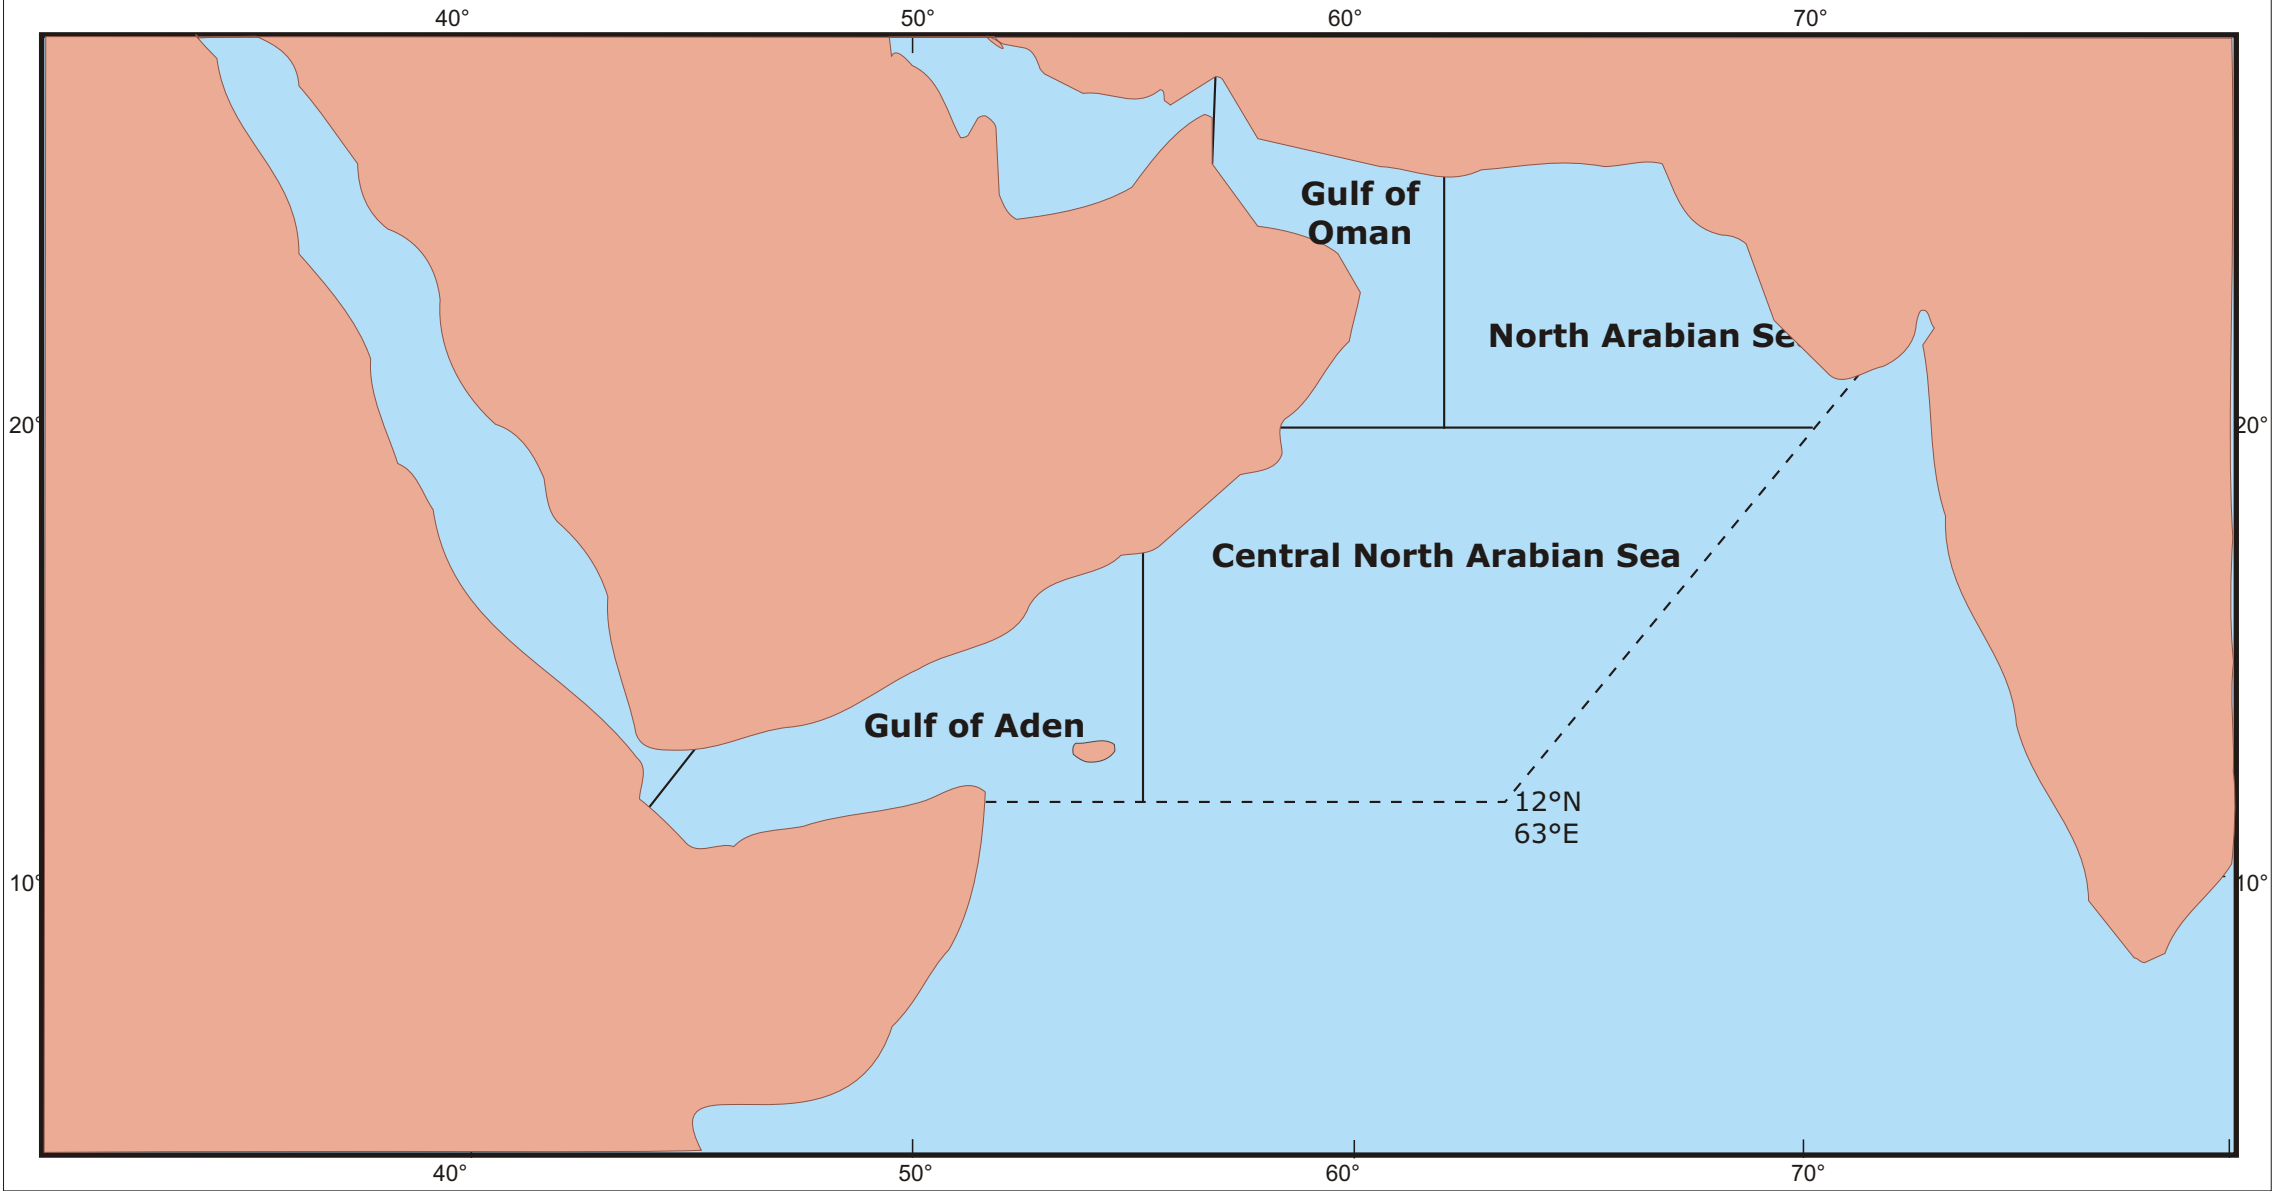 40° 50° 60° 70°
Gulf of
Oman
North Arabian Se
20° 20°
Central North Arabian Sea
Gulf of Aden
12°N
63°E
10° 10°
40° 50° 60° 70°